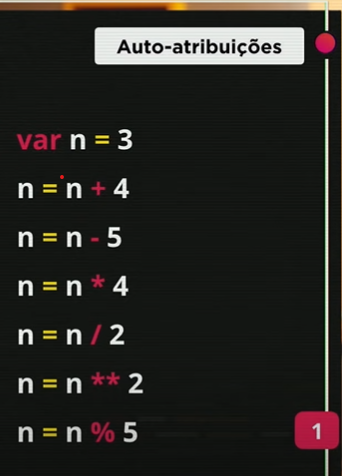 Auto-atribuições
var n = 3
n = n + 4
n = n - 5
n = n * 4
n = n / 2
n = n ** 2
n = n % 5
1